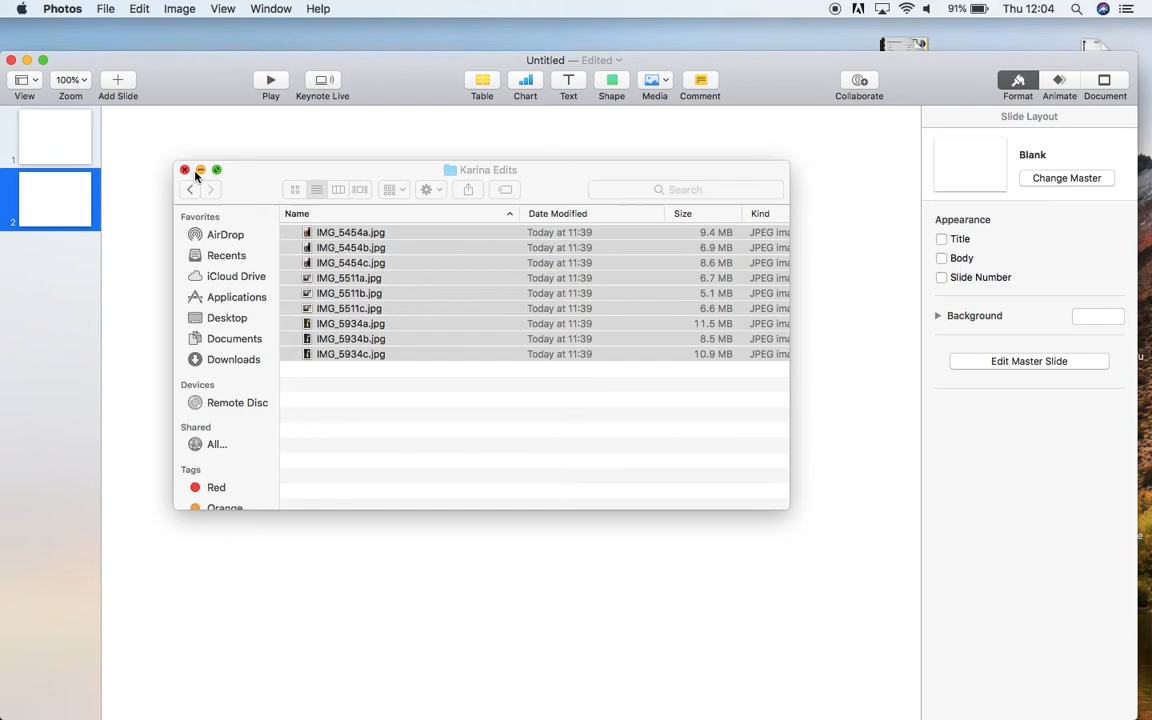 Photos File Edit Image View Window Help 91% Thu 12:04
Untitled — Edited
100%
View Zoom Add Slide Play Keynote Live Table Chart Text Shape Media Comment Collaborate Format Animate Document
Slide Layout
1
2
Blank
Change Master
Appearance
Title
Body
Slide Number
Background
Edit Master Slide
Karina Edits
Search
Favorites
AirDrop
Recents
iCloud Drive
Applications
Desktop
Documents
Downloads
Devices
Remote Disc
Shared
All...
Tags
Red
Orange
Name Date Modified Size Kind
IMG_5454a.jpg Today at 11:39 9.4 MB JPEG ima
IMG_5454b.jpg Today at 11:39 6.9 MB JPEG ima
IMG_5454c.jpg Today at 11:39 8.6 MB JPEG ima
IMG_5511a.jpg Today at 11:39 6.7 MB JPEG ima
IMG_5511b.jpg Today at 11:39 5.1 MB JPEG ima
IMG_5511c.jpg Today at 11:39 6.6 MB JPEG ima
IMG_5934a.jpg Today at 11:39 11.5 MB JPEG ima
IMG_5934b.jpg Today at 11:39 8.5 MB JPEG ima
IMG_5934c.jpg Today at 11:39 10.9 MB JPEG ima